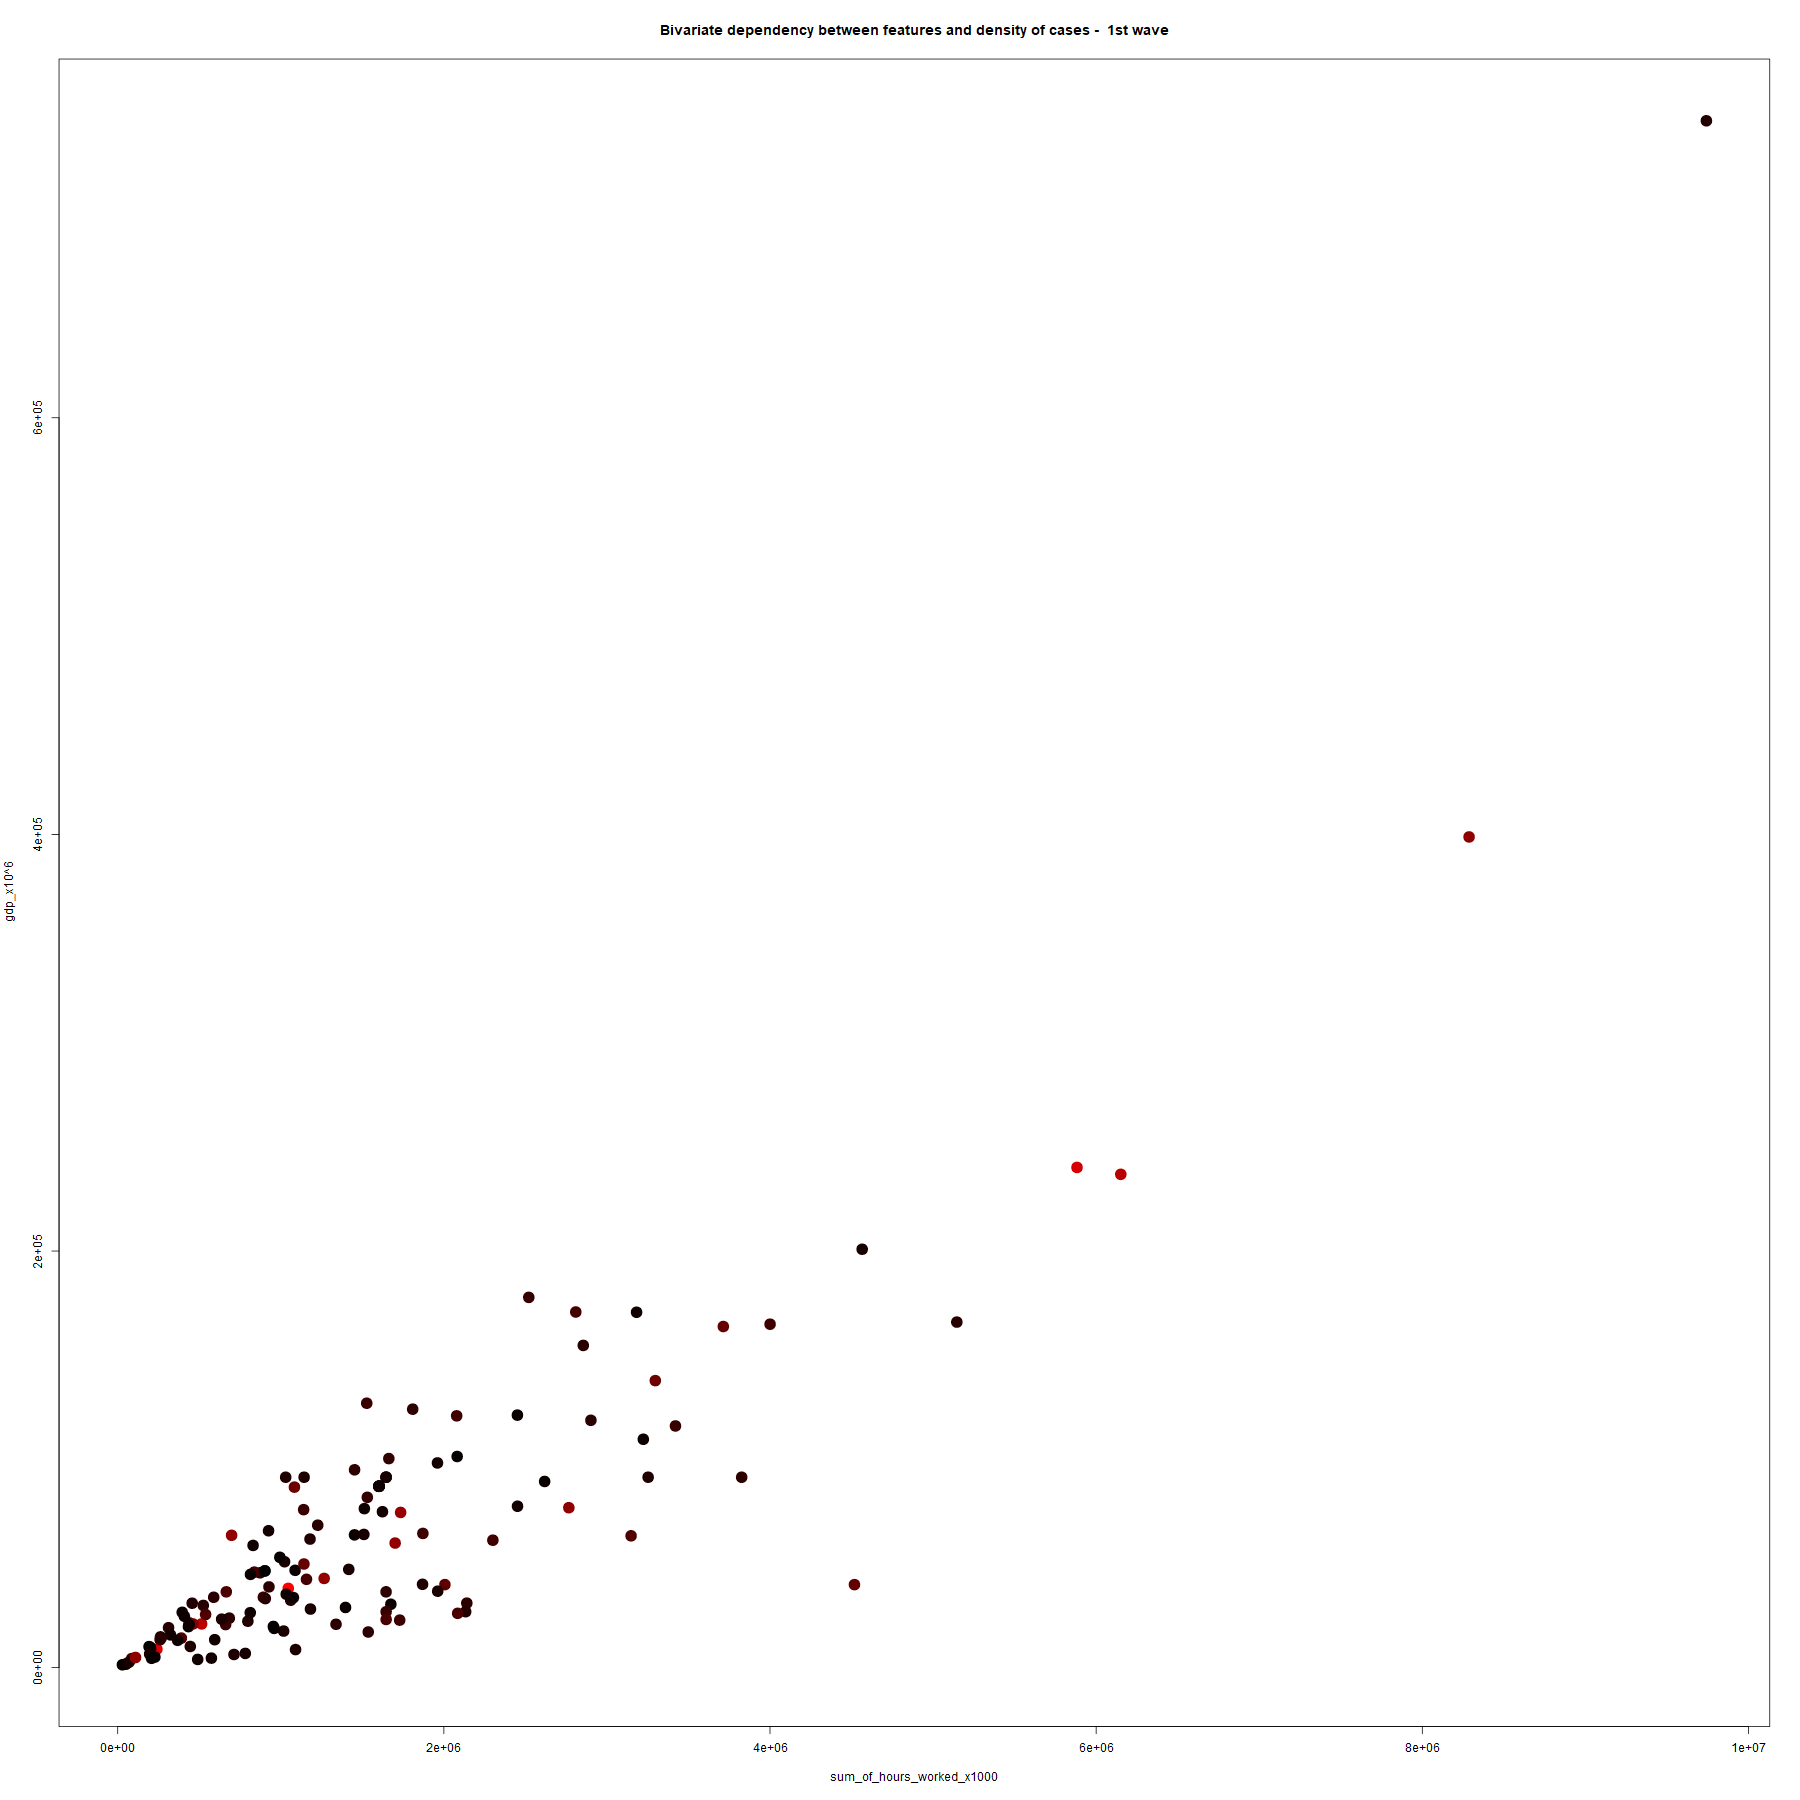 Bivariate dependency between features and density of cases -  1st wave
6e+05
4e+05
gdp_x10^6
2e+05
0e+00
0e+00 2e+06 4e+06 6e+06 8e+06 1e+07
sum_of_hours_worked_x1000